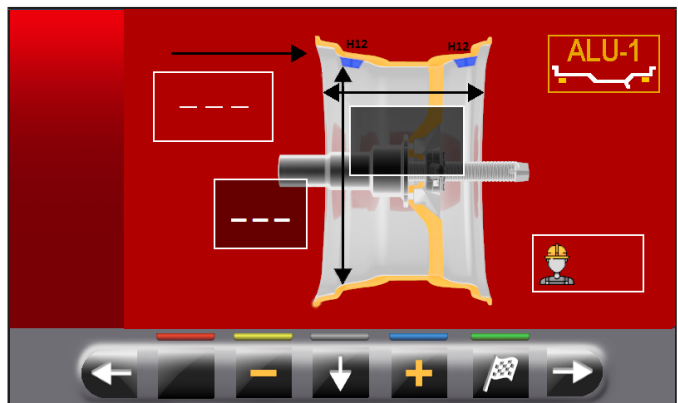 H12 H12
ALU-1
– – –
– – –